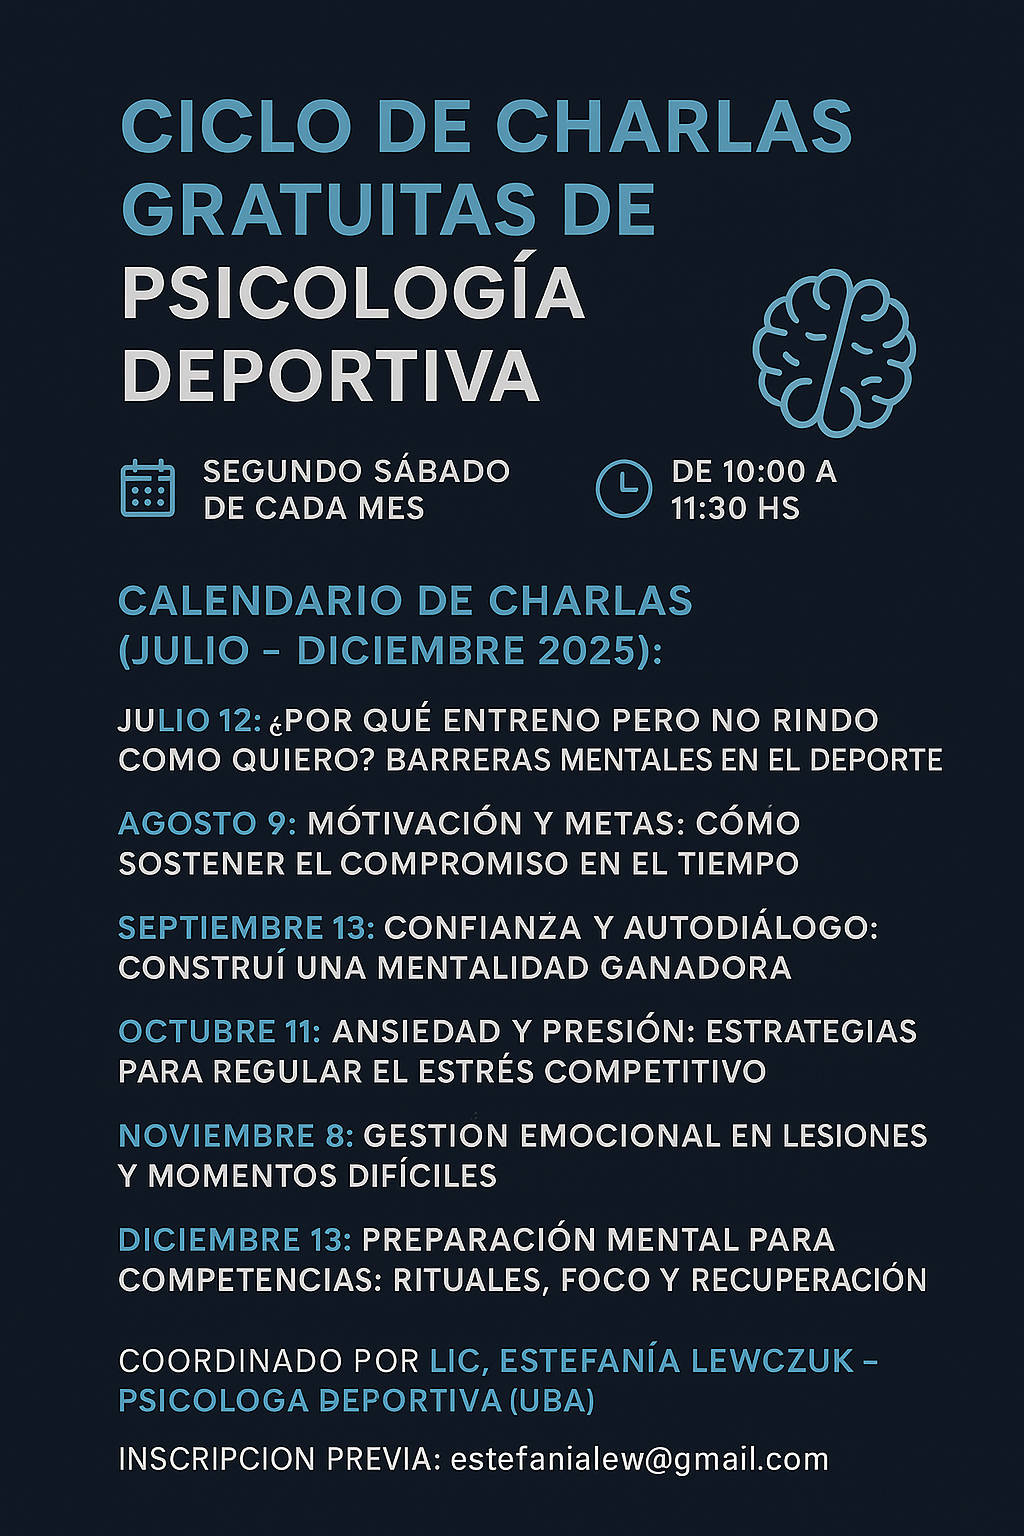 CICLO DE CHARLAS
GRATUITAS DE
PSICOLOGÍA
DEPORTIVA
SEGUNDO SÁBADO
DE CADA MES
DE 10:00 A
11:30 HS
CALENDARIO DE CHARLAS
(JULIO – DICIEMBRE 2025):
JULIO 12: ¿POR QUÉ ENTRENO PERO NO RINDO
COMO QUIERO? BARRERAS MENTALES EN EL DEPORTE
AGOSTO 9: MÓTIVACIÓN Y METAS: CÓMO
SOSTENER EL COMPROMISO EN EL TIEMPO
SEPTIEMBRE 13: CONFIANZA Y AUTODIÁLOGO:
CONSTRUÍ UNA MENTALIDAD GANADORA
OCTUBRE 11: ANSIEDAD Y PRESIÓN: ESTRATEGIAS
PARA REGULAR EL ESTRÉS COMPETITIVO
NOVIEMBRE 8: GESTION EMOCIONAL EN LESIONES
Y MOMENTOS DIFÍCILES
DICIEMBRE 13: PREPARACIÓN MENTAL PARA
COMPETENCIAS: RITUALES, FOCO Y RECUPERACIÓN
COORDINADO POR LIC, ESTEFANÍA LEWCZUK –
PSICOLOGA DEPORTIVA (UBA)
INSCRIPCION PREVIA: estefanialew@gmail.com